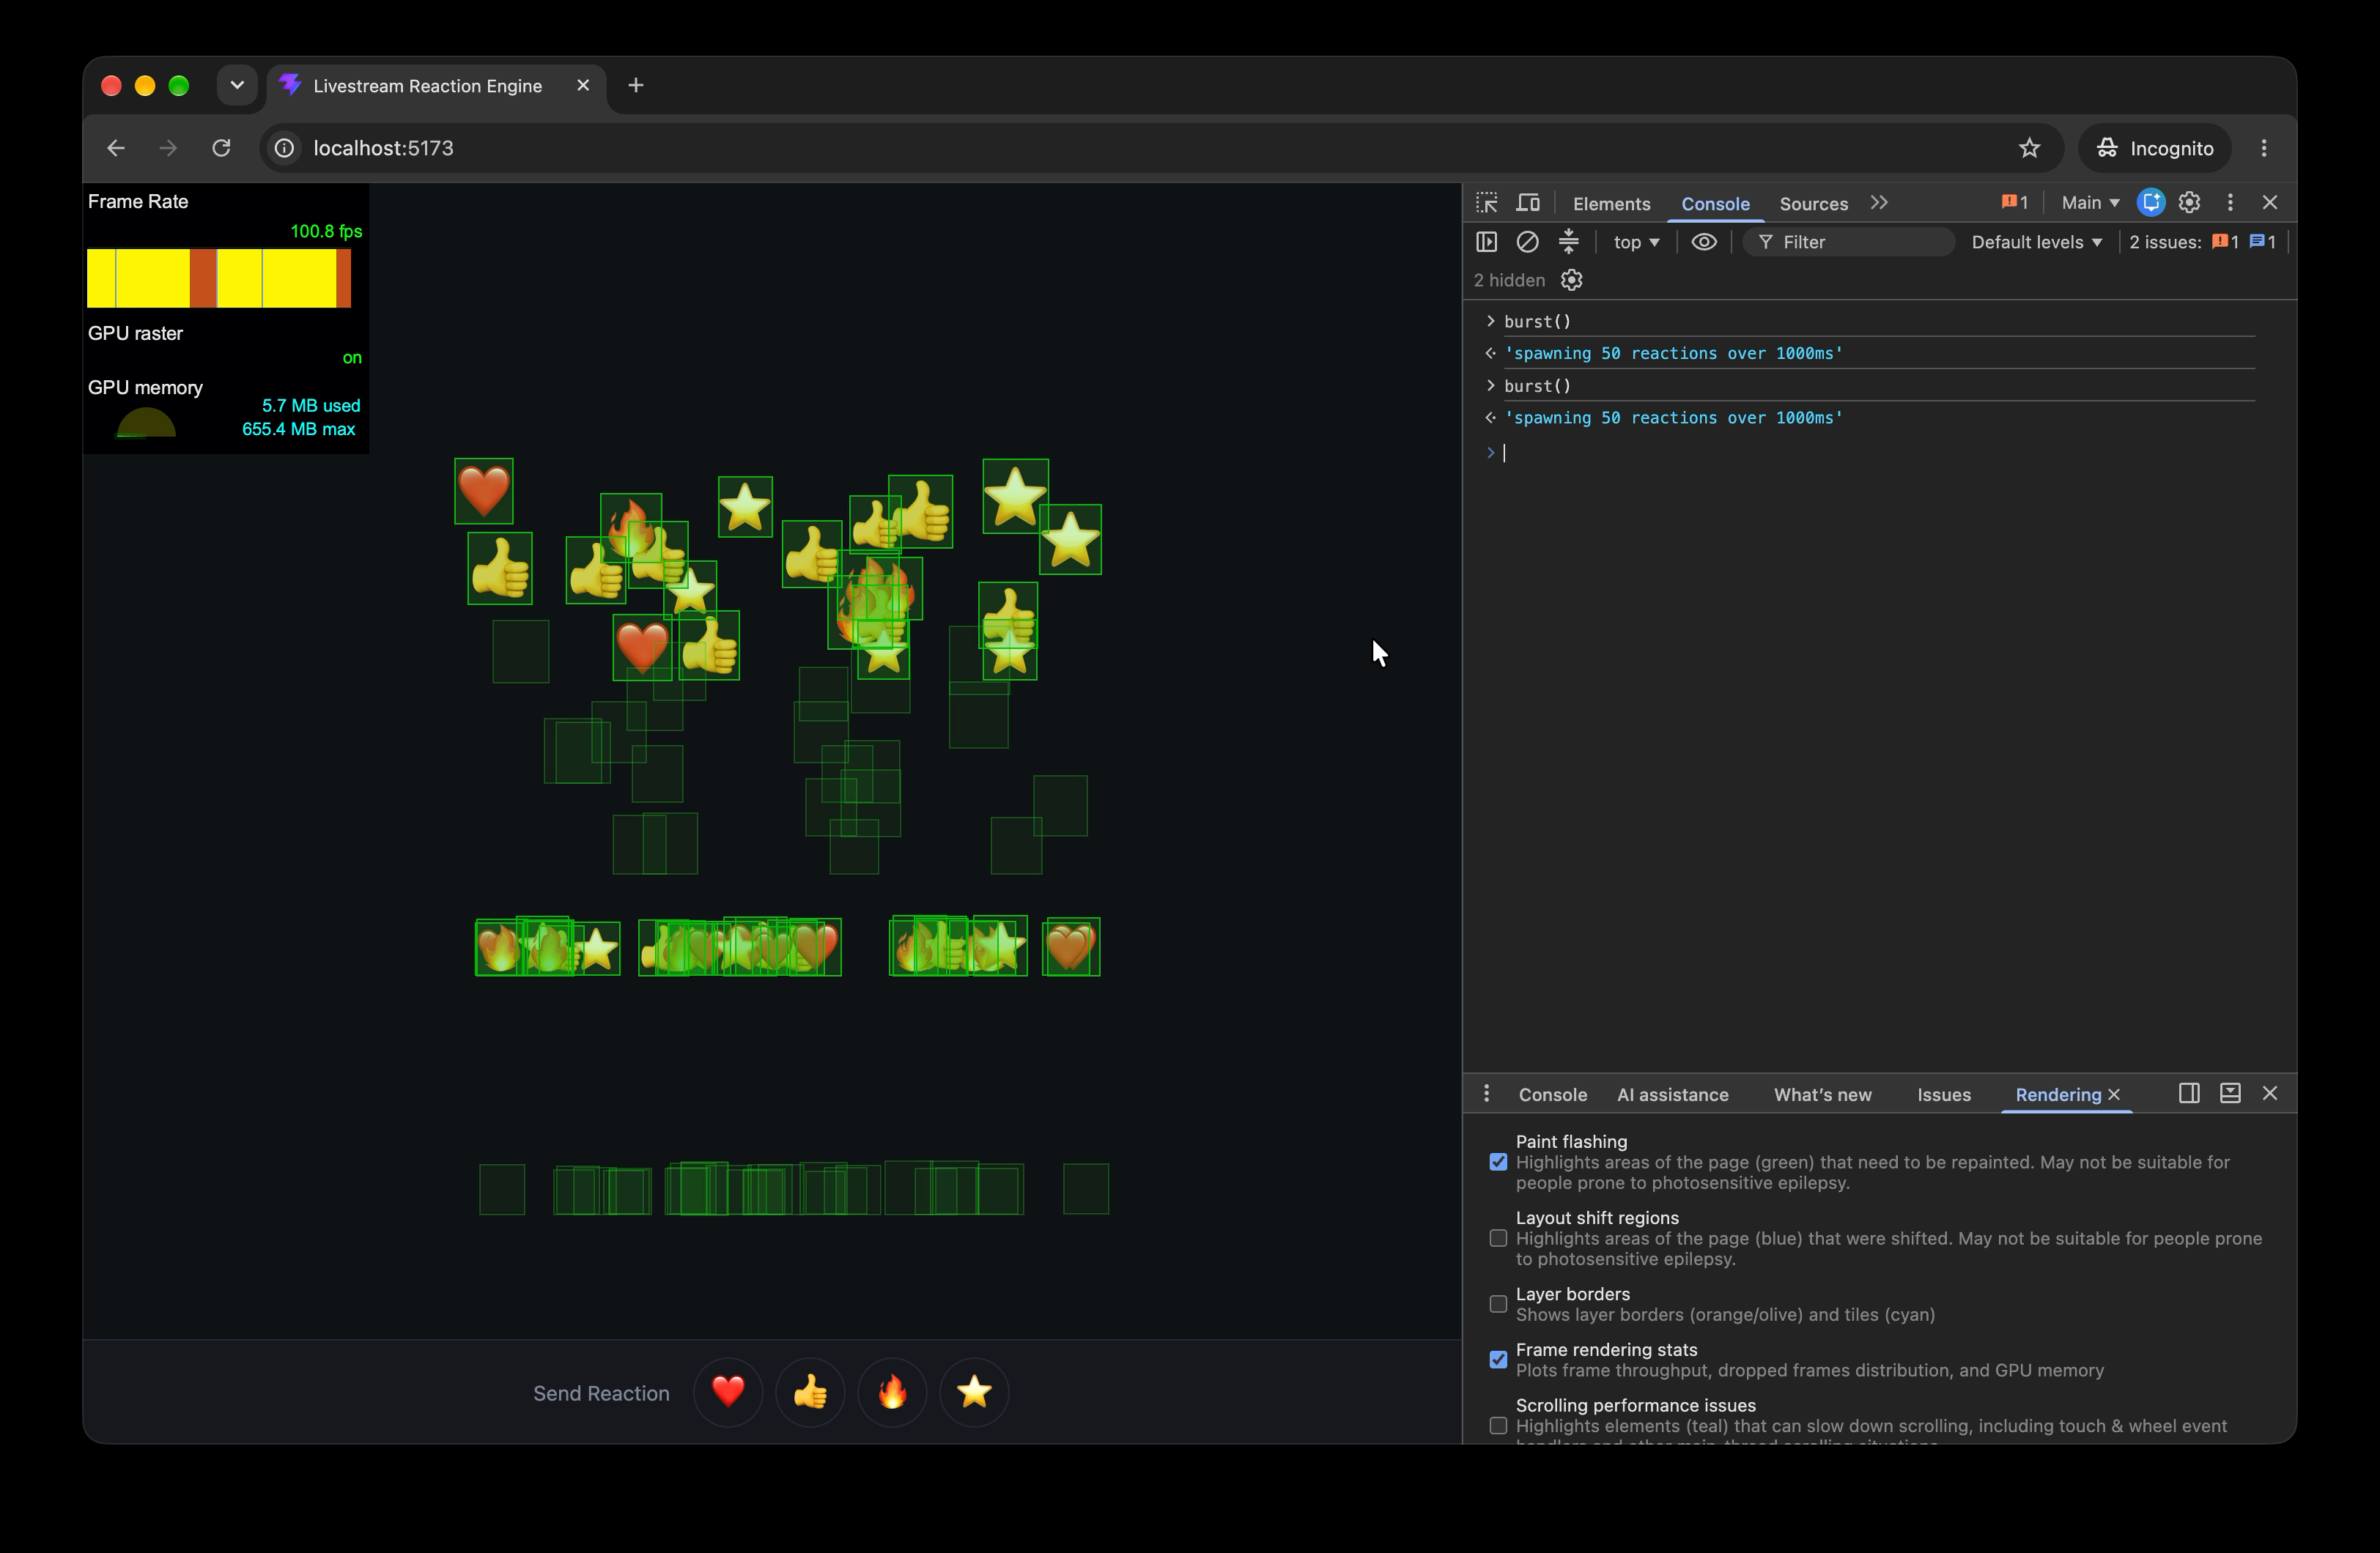 Livestream Reaction Engine
localhost:5173
Incognito
Frame Rate
100.8 fps
GPU raster
on
GPU memory
5.7 MB used
655.4 MB max
Send Reaction
Elements
Console
Sources
1
Main
top
Filter
Default levels
2 issues:
1
1
2 hidden
burst()
'spawning 50 reactions over 1000ms'
burst()
'spawning 50 reactions over 1000ms'
Console
AI assistance
What's new
Issues
Rendering
Paint flashing
Highlights areas of the page (green) that need to be repainted. May not be suitable for
people prone to photosensitive epilepsy.
Layout shift regions
Highlights areas of the page (blue) that were shifted. May not be suitable for people prone
to photosensitive epilepsy.
Layer borders
Shows layer borders (orange/olive) and tiles (cyan)
Frame rendering stats
Plots frame throughput, dropped frames distribution, and GPU memory
Scrolling performance issues
Highlights elements (teal) that can slow down scrolling, including touch & wheel event